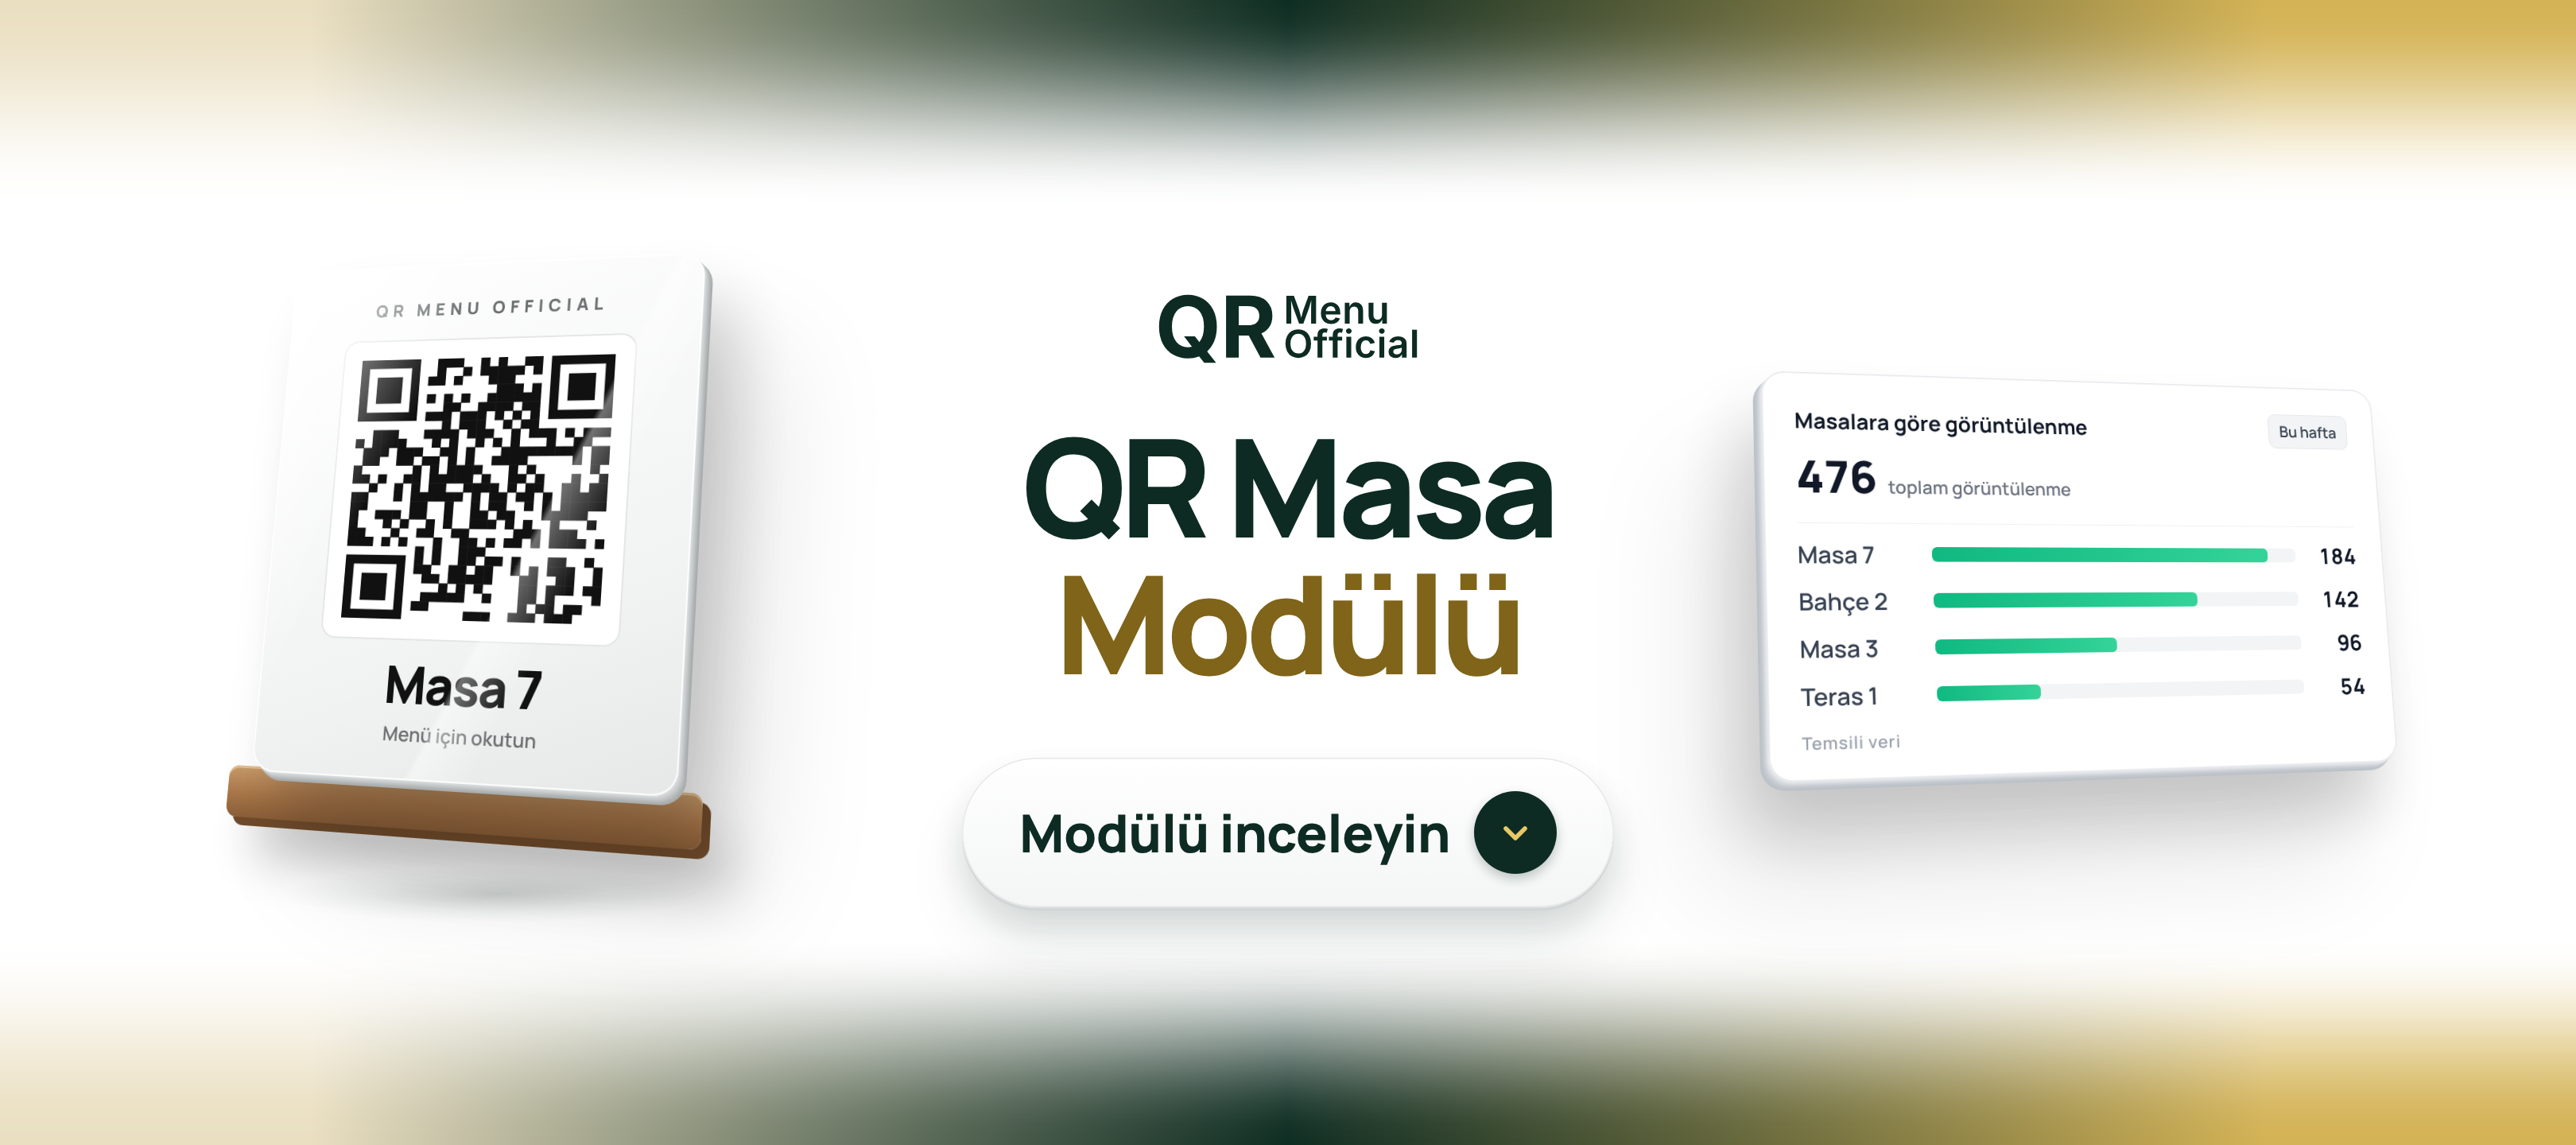 QR MENU OFFICIAL
Masa 7
Menü için okutun
QR Menu
Official
QR Masa
Modülü
Modülü inceleyin
Masalara göre görüntülenme
Bu hafta
476 toplam görüntülenme
Masa 7 184
Bahçe 2 142
Masa 3 96
Teras 1 54
Temsili veri